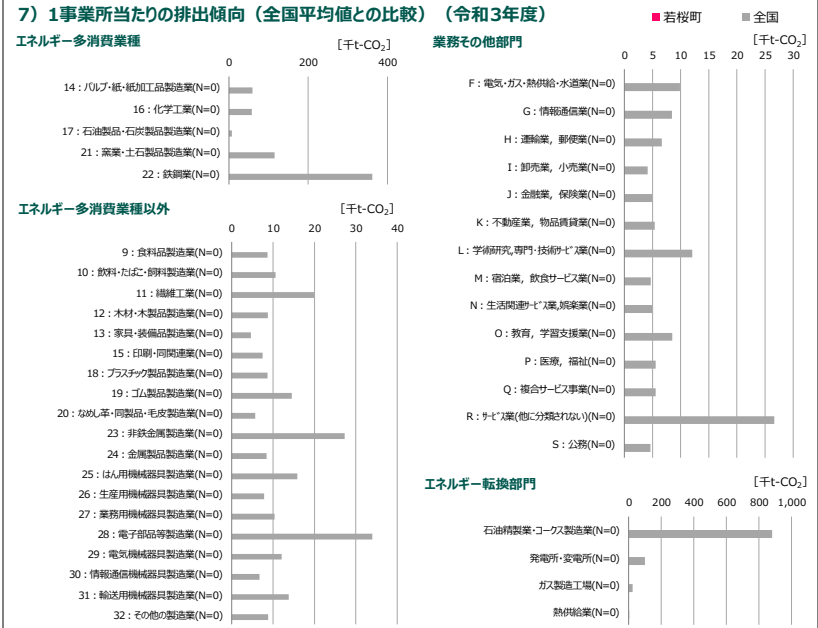 7）1事業所当たりの排出傾向（全国平均値との比較）（令和3年度）
■若桜町 ■全国
エネルギー多消費業種
［千t-CO₂］
0 200 400
14：パルプ・紙・紙加工品製造業(N=0)
16：化学工業(N=0)
17：石油製品・石炭製品製造業(N=0)
21：窯業・土石製品製造業(N=0)
22：鉄鋼業(N=0)
エネルギー多消費業種以外
［千t-CO₂］
0 10 20 30 40
9：食料品製造業(N=0)
10：飲料・たばこ・飼料製造業(N=0)
11：繊維工業(N=0)
12：木材・木製品製造業(N=0)
13：家具・装備品製造業(N=0)
15：印刷・同関連業(N=0)
18：プラスチック製品製造業(N=0)
19：ゴム製品製造業(N=0)
20：なめし革・同製品・毛皮製造業(N=0)
23：非鉄金属製造業(N=0)
24：金属製品製造業(N=0)
25：はん用機械器具製造業(N=0)
26：生産用機械器具製造業(N=0)
27：業務用機械器具製造業(N=0)
28：電子部品等製造業(N=0)
29：電気機械器具製造業(N=0)
30：情報通信機械器具製造業(N=0)
31：輸送用機械器具製造業(N=0)
32：その他の製造業(N=0)
業務その他部門
［千t-CO₂］
0 5 10 15 20 25 30
F：電気・ガス・熱供給・水道業(N=0)
G：情報通信業(N=0)
H：運輸業，郵便業(N=0)
I：卸売業，小売業(N=0)
J：金融業，保険業(N=0)
K：不動産業，物品賃貸業(N=0)
L：学術研究,専門・技術サービス業(N=0)
M：宿泊業，飲食サービス業(N=0)
N：生活関連サービス業,娯楽業(N=0)
O：教育，学習支援業(N=0)
P：医療，福祉(N=0)
Q：複合サービス事業(N=0)
R：サービス業(他に分類されない)(N=0)
S：公務(N=0)
エネルギー転換部門
［千t-CO₂］
0 200 400 600 800 1,000
石油精製業・コークス製造業(N=0)
発電所・変電所(N=0)
ガス製造工場(N=0)
熱供給業(N=0)